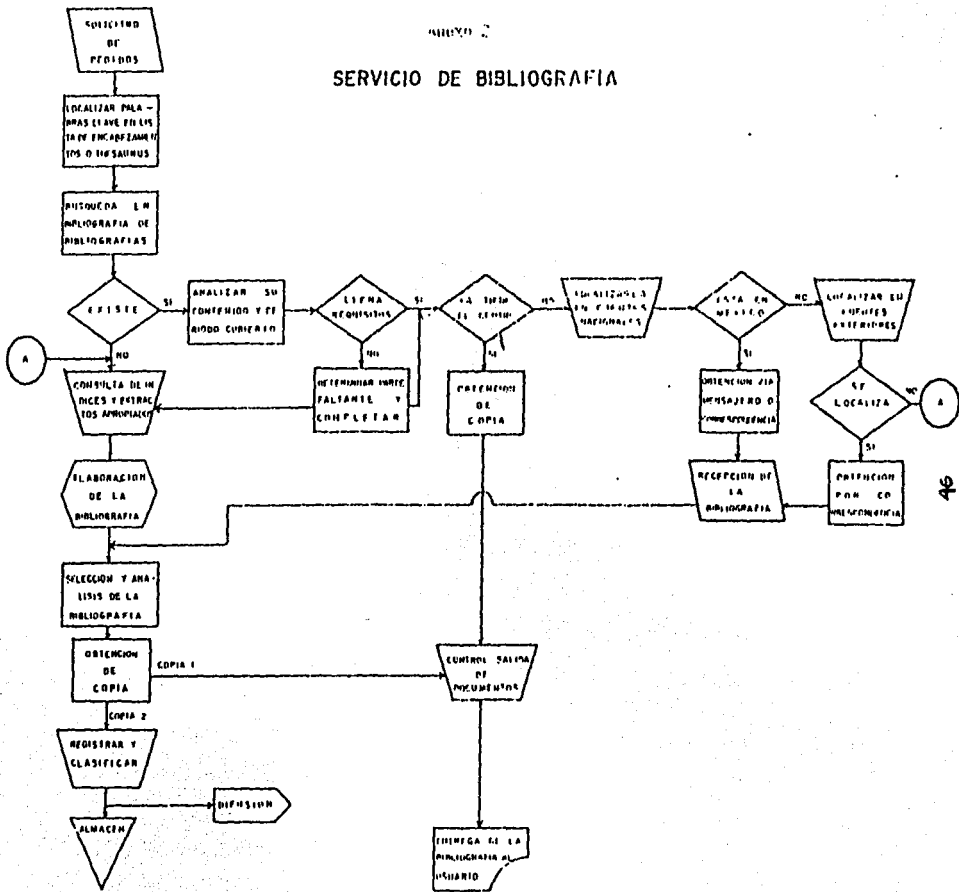 ANEXO 2
SERVICIO DE BIBLIOGRAFIA
SOLICITUD
DE
PEDIDOS
LOCALIZAR PALA-
BRAS CLAVE EN LIS
TA DE ENCABEZAMIEN
TOS O THESAURUS
BUSQUEDA EN
BIBLIOGRAFIA DE
BIBLIOGRAFIAS
EXISTE
SI
NO
ANALIZAR SU
CONTENIDO Y PE
RIODO CUBIERTO
LLENA
REQUISITOS
SI
NO
DETERMINAR PARTE
FALTANTE Y
COMPLETAR
LA TIENE
EL CENTRO
NO
SI
OBTENCION
DE
COPIA
LOCALIZARLA
EN FUENTES
NACIONALES
ESTA EN
MEXICO
NO
SI
LOCALIZAR EN
FUENTES
EXTERIORES
OBTENCION VIA
MENSAJERO O
CORRESPONDENCIA
SE
LOCALIZA
NO
A
SI
OBTENCION
POR CO
RRESPONDENCIA
RECEPCION DE
LA
BIBLIOGRAFIA
A
CONSULTA DE IN
DICES Y EXTRAC
TOS APROPIADOS
ELABORACION
DE LA
BIBLIOGRAFIA
SELECCION Y ANA-
LISIS DE LA
BIBLIOGRAFIA
OBTENCION
DE
COPIA
COPIA 1
COPIA 2
CONTROL SALIDA
DE
DOCUMENTOS
REGISTRAR Y
CLASIFICAR
DIFUSION
ALMACEN
ENTREGA DE LA
BIBLIOGRAFIA AL
USUARIO
46